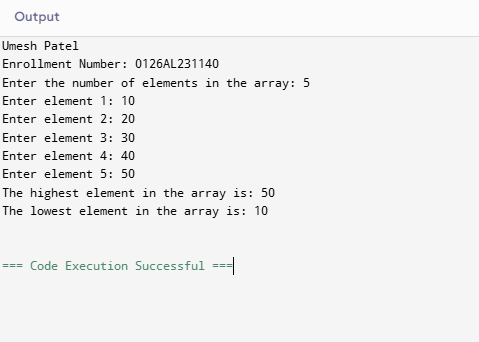 Output
Umesh Patel
Enrollment Number: 0126AL231140
Enter the number of elements in the array: 5
Enter element 1: 10
Enter element 2: 20
Enter element 3: 30
Enter element 4: 40
Enter element 5: 50
The highest element in the array is: 50
The lowest element in the array is: 10
=== Code Execution Successful ===